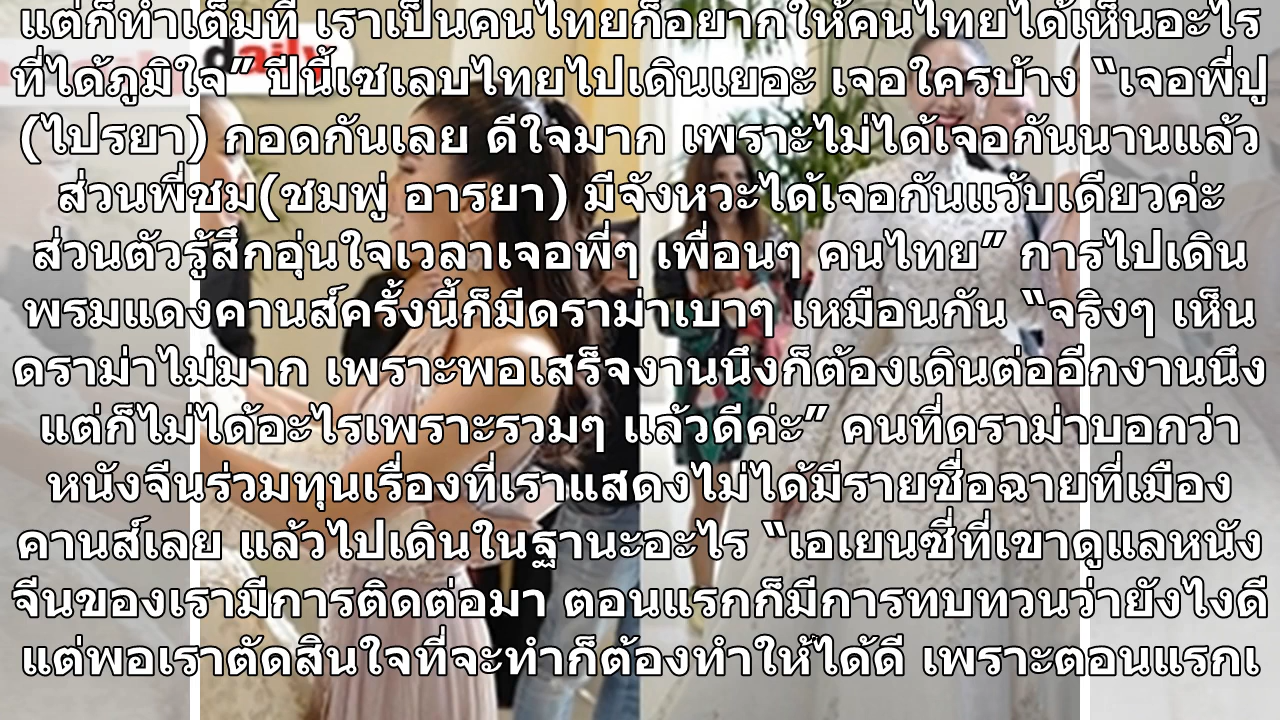 แต่ก็ทำเต็มที่ เราเป็นคนไทยก็อยากให้คนไทยได้เห็นอะไร
daily
ที่ได้ภูมิใจ” ปีนี้เซเลบไทยไปเดินเยอะ เจอใครบ้าง “เจอพี่ปู
(ไปรยา) กอดกันเลย ดีใจมาก เพราะไม่ได้เจอกันนานแล้ว
ส่วนพี่ชม(ชมพู่ อารยา) มีจังหวะได้เจอกันแว้บเดียวค่ะ
ส่วนตัวรู้สึกอุ่นใจเวลาเจอพี่ๆ เพื่อนๆ คนไทย” การไปเดิน
พรมแดงคานส์ครั้งนี้ก็มีดราม่าเบาๆ เหมือนกัน “จริงๆ เห็น
ดราม่าไม่มาก เพราะพอเสร็จงานนึงก็ต้องเดินต่ออีกงานนึง
แต่ก็ไม่ได้อะไรเพราะรวมๆ แล้วดีค่ะ” คนที่ดราม่าบอกว่า
หนังจีนร่วมทุนเรื่องที่เราแสดงไม่ได้มีรายชื่อฉายที่เมือง
คานส์เลย แล้วไปเดินในฐานะอะไร “เอเยนซี่ที่เขาดูแลหนัง
จีนของเรามีการติดต่อมา ตอนแรกก็มีการทบทวนว่ายังไงดี
แต่พอเราตัดสินใจที่จะทำก็ต้องทำให้ได้ดี เพราะตอนแรกเ